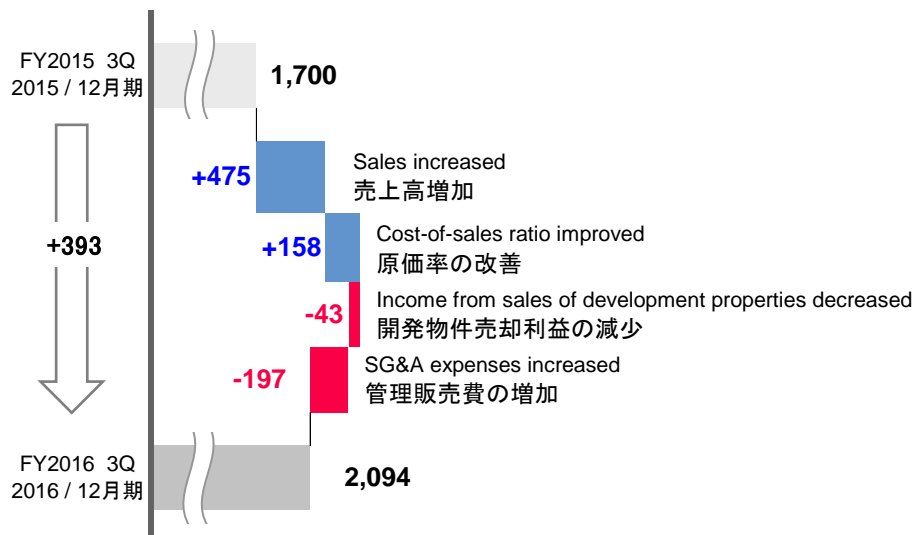 FY2015 3Q
2015 / 12月期
1,700
+475
Sales increased
売上高増加
+158
Cost-of-sales ratio improved
原価率の改善
+393
-43
Income from sales of development properties decreased
開発物件売却利益の減少
-197
SG&A expenses increased
管理販売費の増加
FY2016 3Q
2016 / 12月期
2,094